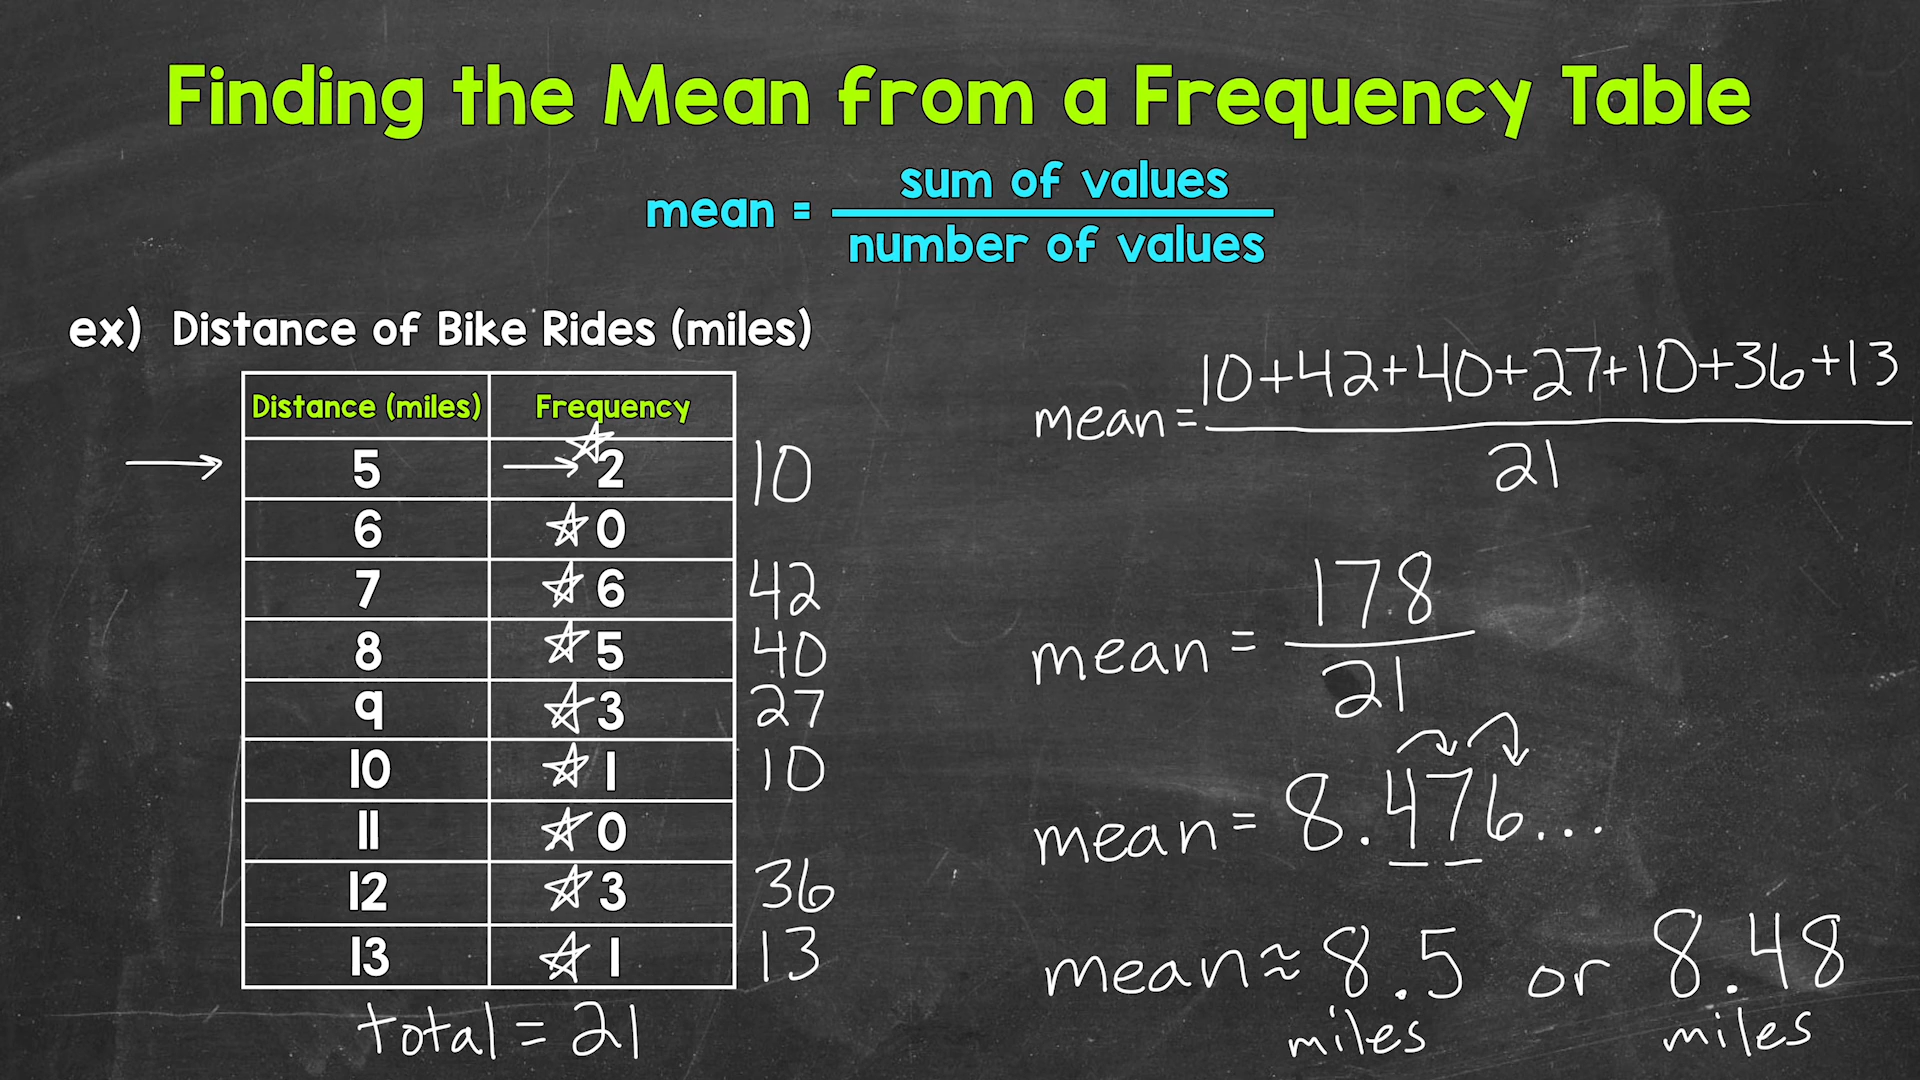 Finding the Mean from a Frequency Table
mean = sum of values
number of values
ex) Distance of Bike Rides (miles)
Distance (miles) Frequency
5 2 10
6 0
7 6 42
8 5 40
9 3 27
10 1 10
11 0
12 3 36
13 1 13
total = 21
mean = 10+42+40+27+10+36+13
21
mean = 178
21
mean = 8.476...
mean ≈ 8.5 or 8.48
miles miles